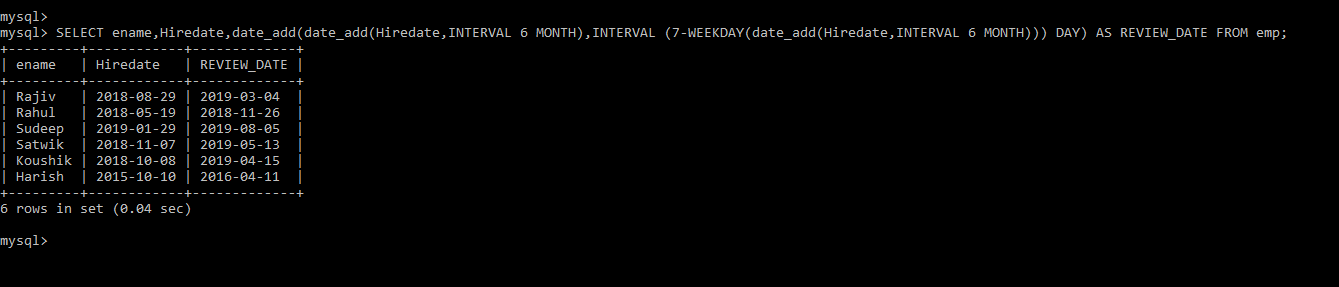 mysql>
mysql> SELECT ename,Hiredate,date_add(date_add(Hiredate,INTERVAL 6 MONTH),INTERVAL (7-WEEKDAY(date_add(Hiredate,INTERVAL 6 MONTH))) DAY) AS REVIEW_DATE FROM emp;
+---------+------------+-------------+
| ename   | Hiredate   | REVIEW_DATE |
+---------+------------+-------------+
| Rajiv   | 2018-08-29 | 2019-03-04  |
| Rahul   | 2018-05-19 | 2018-11-26  |
| Sudeep  | 2019-01-29 | 2019-08-05  |
| Satwik  | 2018-11-07 | 2019-05-13  |
| Koushik | 2018-10-08 | 2019-04-15  |
| Harish  | 2015-10-10 | 2016-04-11  |
+---------+------------+-------------+
6 rows in set (0.04 sec)
mysql>